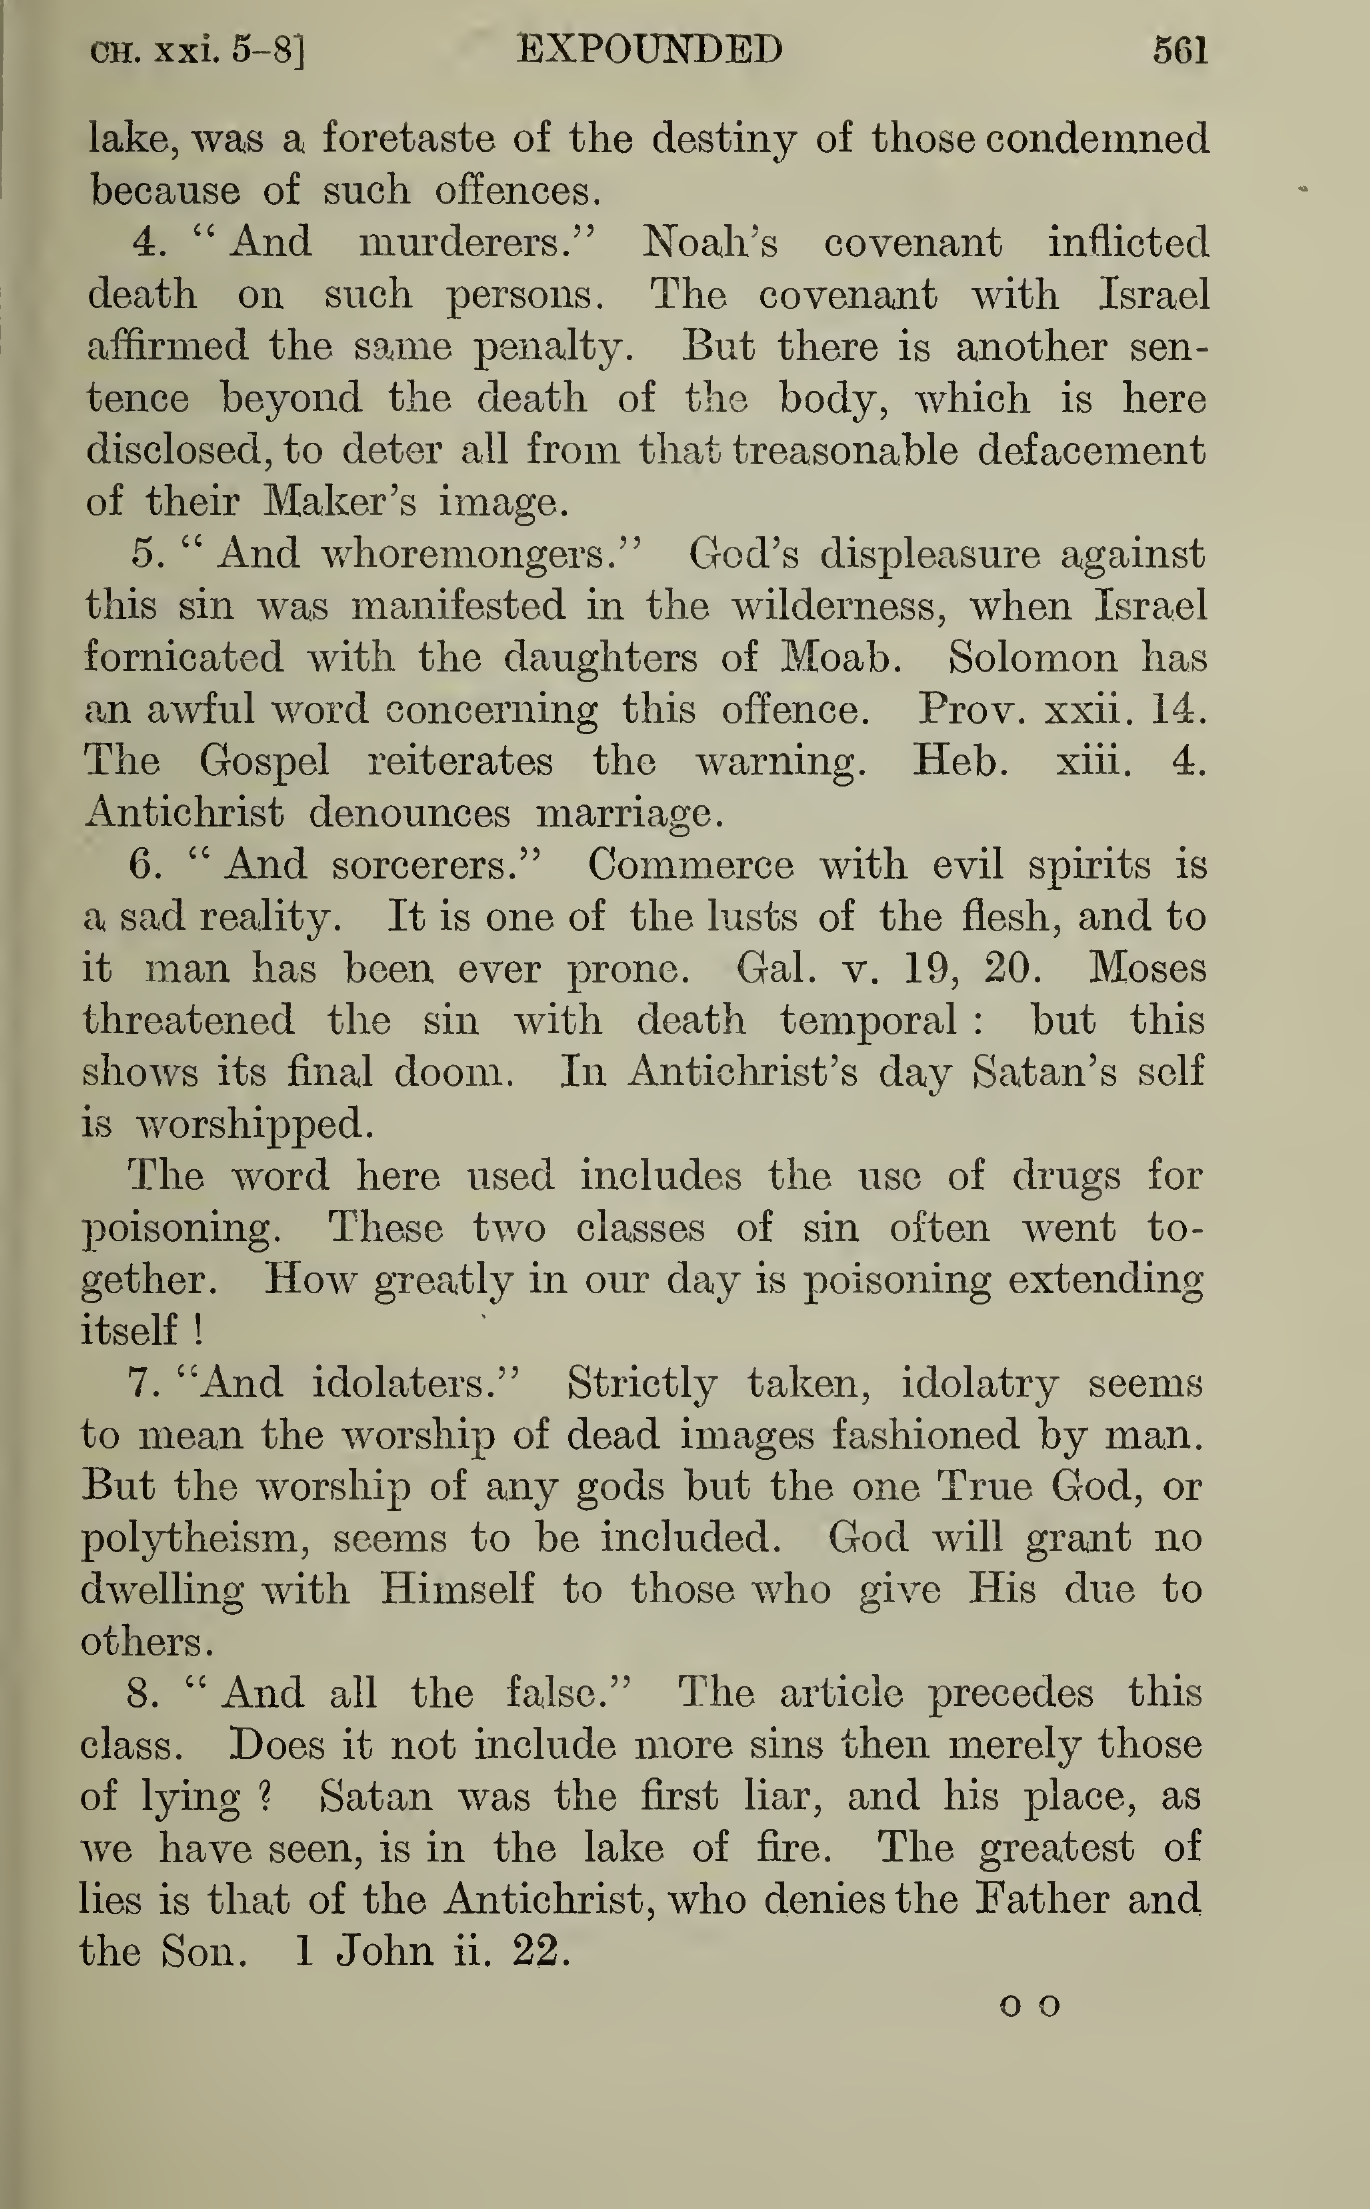 CH. xxi. 5–8] EXPOUNDED 561
lake, was a foretaste of the destiny of those condemned
because of such offences.
4. “And murderers.” Noah’s covenant inflicted
death on such persons. The covenant with Israel
affirmed the same penalty. But there is another sen-
tence beyond the death of the body, which is here
disclosed, to deter all from that treasonable defacement
of their Maker’s image.
5. “And whoremongers.” God’s displeasure against
this sin was manifested in the wilderness, when Israel
fornicated with the daughters of Moab. Solomon has
an awful word concerning this offence. Prov. xxii. 14.
The Gospel reiterates the warning. Heb. xiii. 4.
Antichrist denounces marriage.
6. “And sorcerers.” Commerce with evil spirits is
a sad reality. It is one of the lusts of the flesh, and to
it man has been ever prone. Gal. v. 19, 20. Moses
threatened the sin with death temporal: but this
shows its final doom. In Antichrist’s day Satan’s self
is worshipped.
The word here used includes the use of drugs for
poisoning. These two classes of sin often went to-
gether. How greatly in our day is poisoning extending
itself!
7. “And idolaters.” Strictly taken, idolatry seems
to mean the worship of dead images fashioned by man.
But the worship of any gods but the one True God, or
polytheism, seems to be included. God will grant no
dwelling with Himself to those who give His due to
others.
8. “And all the false.” The article precedes this
class. Does it not include more sins then merely those
of lying? Satan was the first liar, and his place, as
we have seen, is in the lake of fire. The greatest of
lies is that of the Antichrist, who denies the Father and
the Son. 1 John ii. 22.
O O